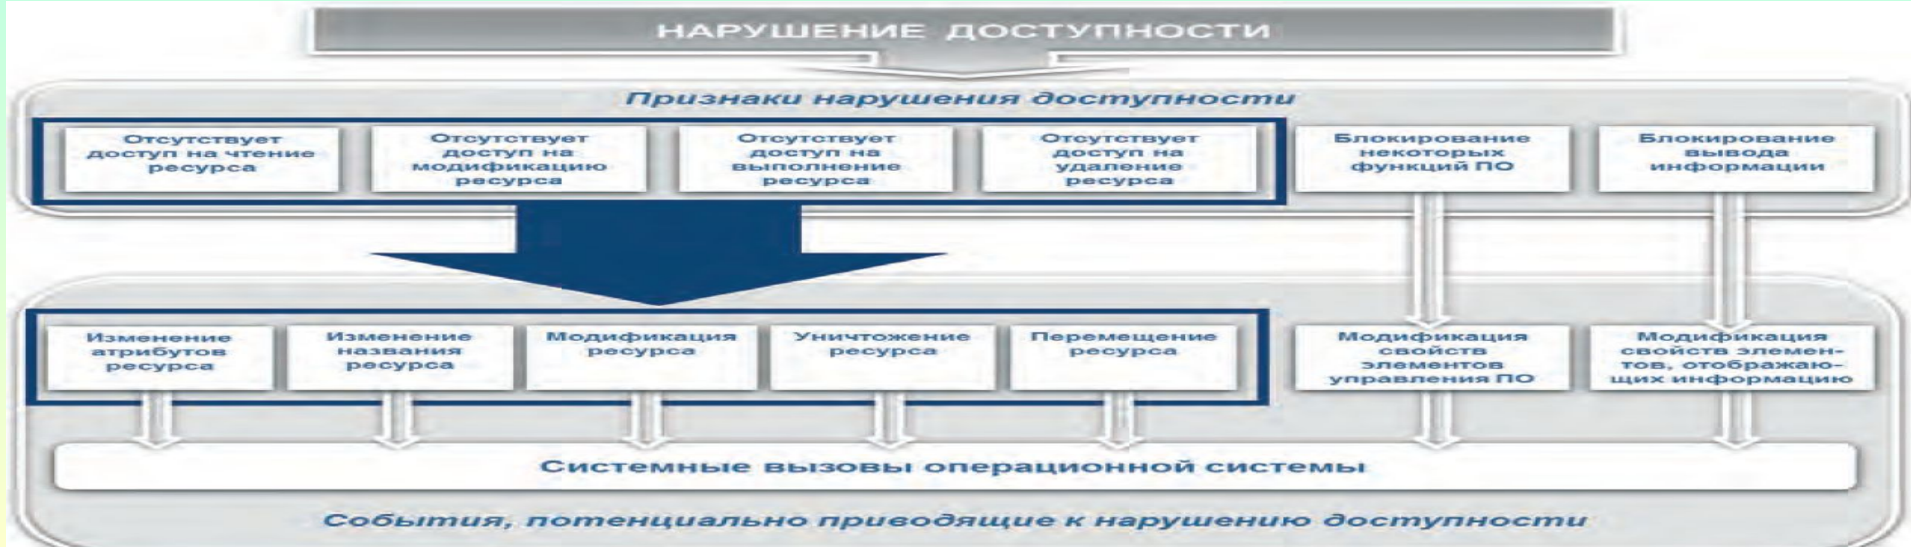 НАРУШЕНИЕ ДОСТУПНОСТИ
Признаки нарушения доступности
Отсутствует
доступ на чтение
ресурса
Отсутствует
доступ на
модификацию
ресурса
Отсутствует
доступ на
выполнение
ресурса
Отсутствует
доступ на
удаление
ресурса
Блокирование
некоторых
функций ПО
Блокирование
вывода
информации
Изменение
атрибутов
ресурса
Изменение
названия
ресурса
Модификация
ресурса
Уничтожение
ресурса
Перемещение
ресурса
Модификация
свойств
элементов
управления ПО
Модификация
свойств элемен-
тов, отображаю-
щих информацию
Системные вызовы операционной системы
События, потенциально приводящие к нарушению доступности